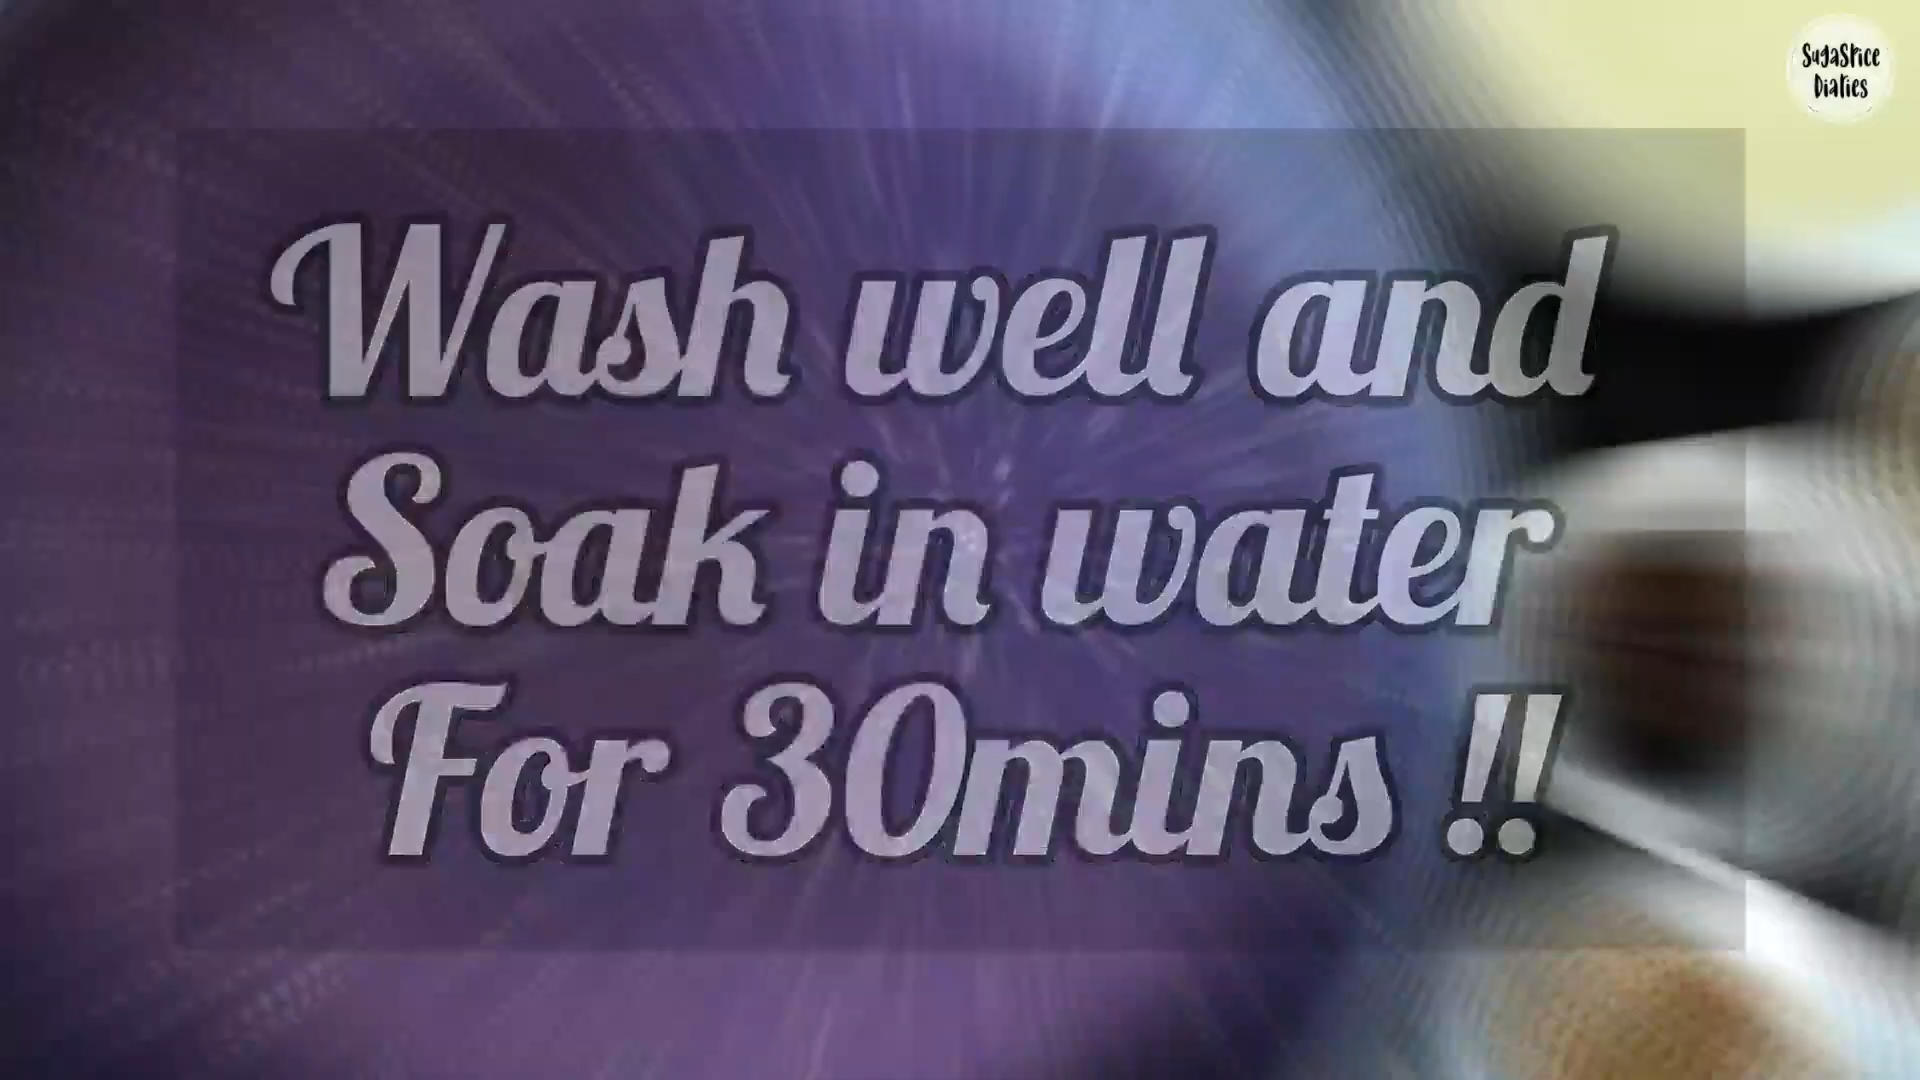 SugaSpice
Diaries
Wash well and
Soak in water
For 30mins !!